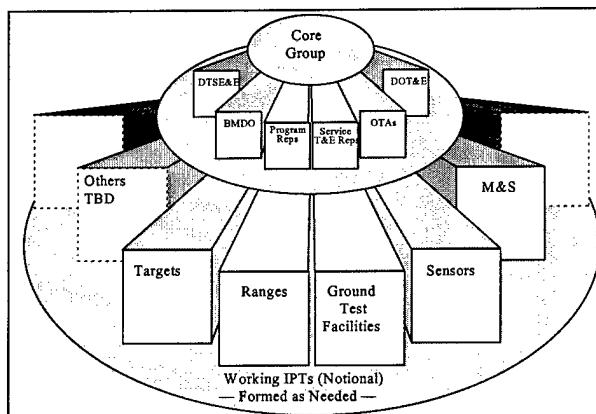 Core
Group
DTSE&E
DOT&E
BMDO
Program
Reps
Service
T&E Reps
OTAs
Others
TBD
M&S
Targets
Ranges
Ground
Test
Facilities
Sensors
Working IPTs (Notional)
— Formed as Needed —